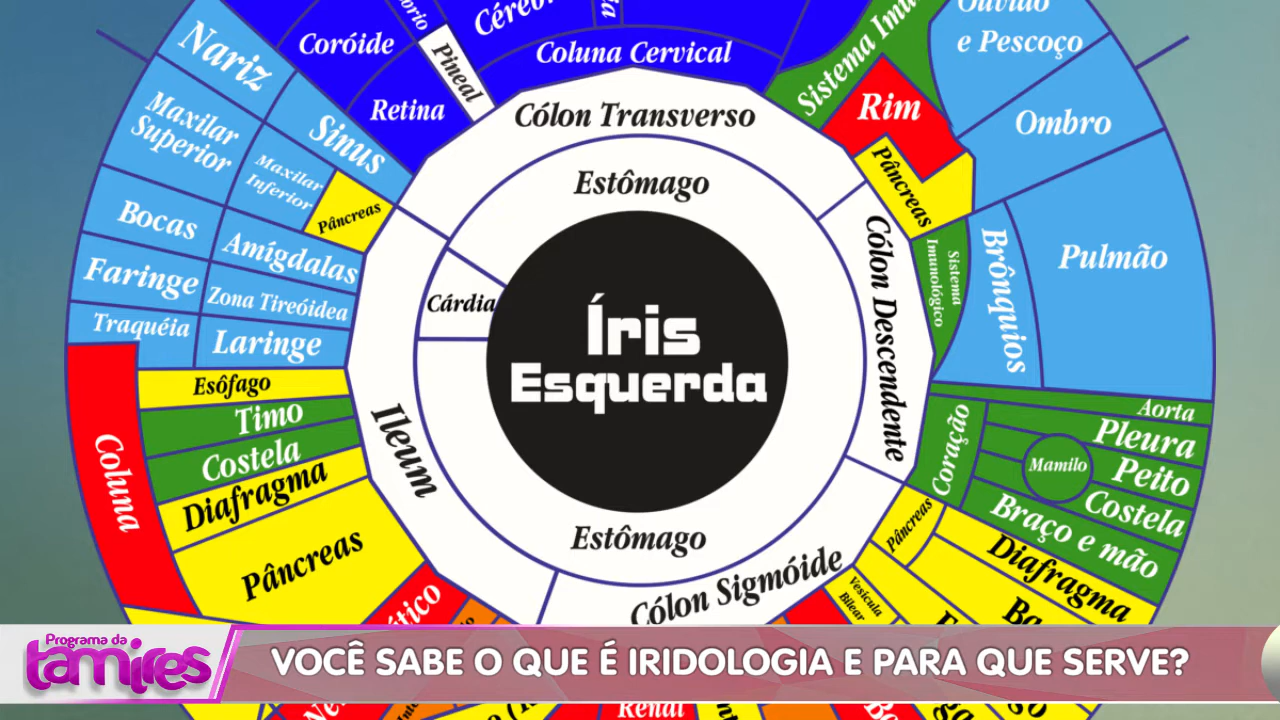 Ouvido
e Pescoço
Coluna Cervical
Coróide
Pineal
Retina
Nariz
Sinus
Maxilar
Superior
Maxilar
Inferior
Pâncreas
Bocas
Amígdalas
Faringe
Zona Tireóidea
Traquéia
Laringe
Esôfago
Timo
Costela
Diafragma
Pâncreas
Coluna
Cólon Transverso
Estômago
Cárdia
Íris
Esquerda
Ileum
Estômago
Cólon Sigmóide
Cólon Descendente
Sistema
Rim
Pâncreas
Sistema
Imunológico
Brônquios
Ombro
Pulmão
Aorta
Pleura
Peito
Mamilo
Costela
Coração
Braço e mão
Pâncreas
Diafragma
Vesícula
Biliar
Renal
Programa da
tamires
VOCÊ SABE O QUE É IRIDOLOGIA E PARA QUE SERVE?